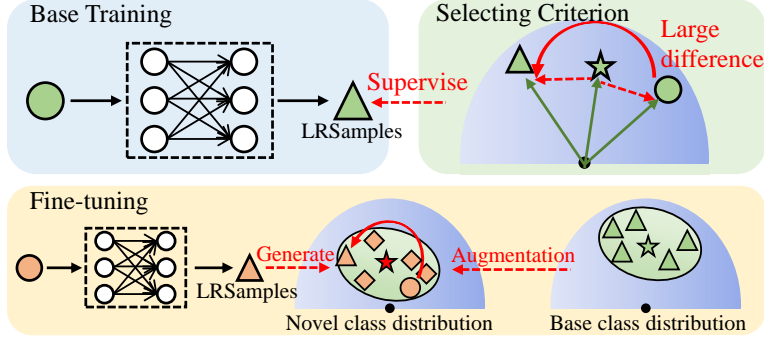 Base Training
Selecting Criterion
Large
difference
Supervise
LRSamples
Fine-tuning
Generate
Augmentation
LRSamples
Novel class distribution
Base class distribution